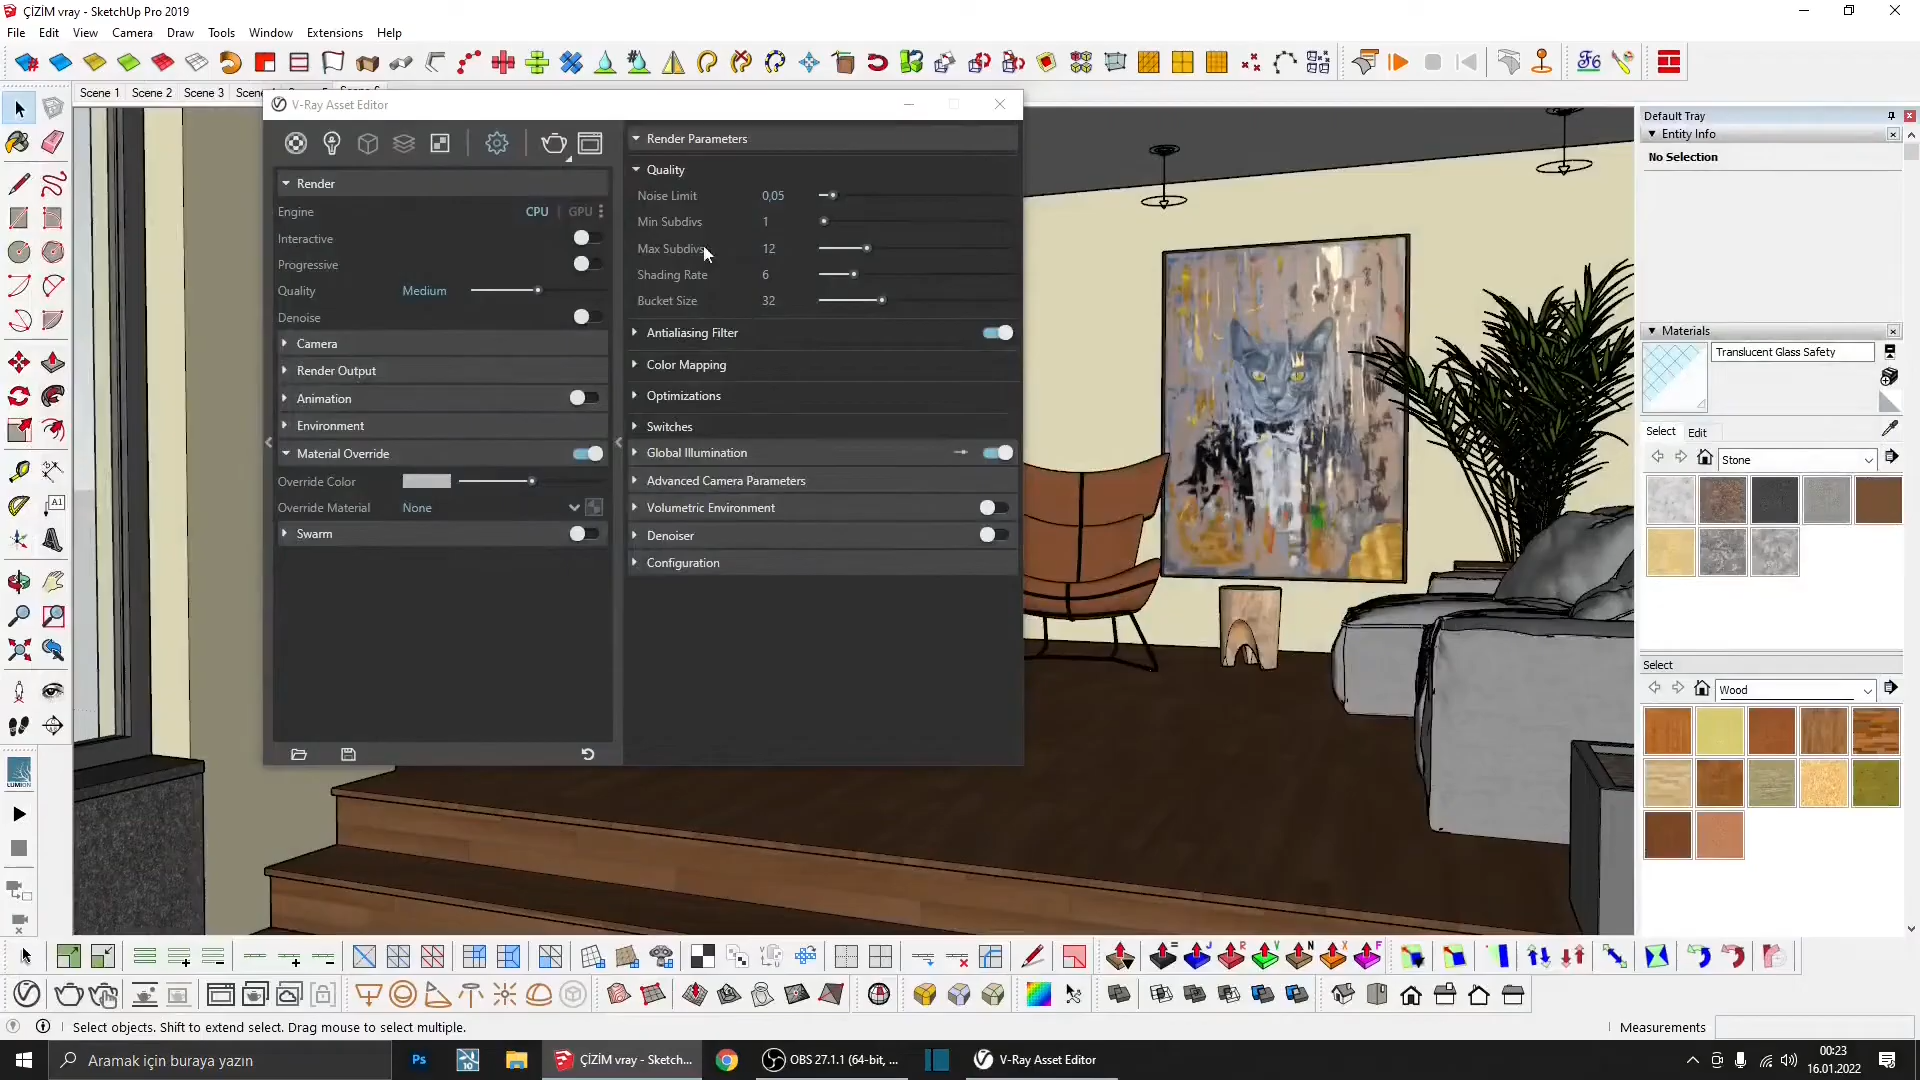 ÇİZİM vray - SketchUp Pro 2019
File Edit View Camera Draw Tools Window Extensions Help
Scene 1 Scene 2 Scene 3
V-Ray Asset Editor
Render
Engine CPU GPU
Interactive
Progressive
Quality Medium
Denoise
Camera
Render Output
Animation
Environment
Material Override
Override Color
Override Material None
Swarm
Render Parameters
Quality
Noise Limit 0,05
Min Subdivs 1
Max Subdivs 12
Shading Rate 6
Bucket Size 32
Antialiasing Filter
Color Mapping
Optimizations
Switches
Global Illumination
Advanced Camera Parameters
Volumetric Environment
Denoiser
Configuration
Default Tray
Entity Info
No Selection
Materials
Translucent Glass Safety
Select Edit
Stone
Select
Wood
A1
LUMION
Select objects. Shift to extend select. Drag mouse to select multiple.
Measurements
Aramak için buraya yazın
Ps
10
ÇİZİM vray - Sketch...
OBS 27.1.1 (64-bit, ...
V-Ray Asset Editor
00:23
16.01.2022